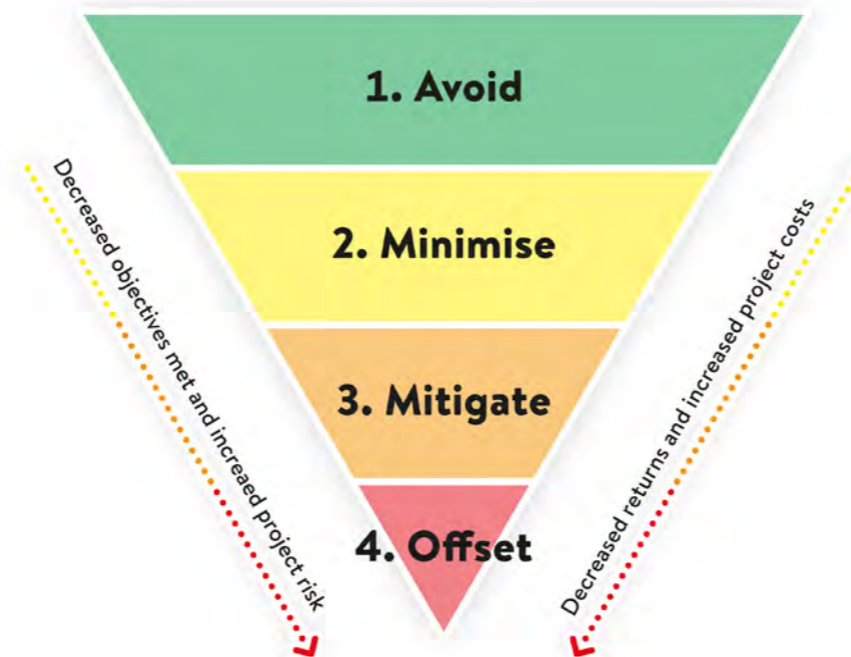 1. Avoid
2. Minimise
3. Mitigate
4. Offset
Decreased objectives met and increaed project risk
Decreased returns and increased project costs